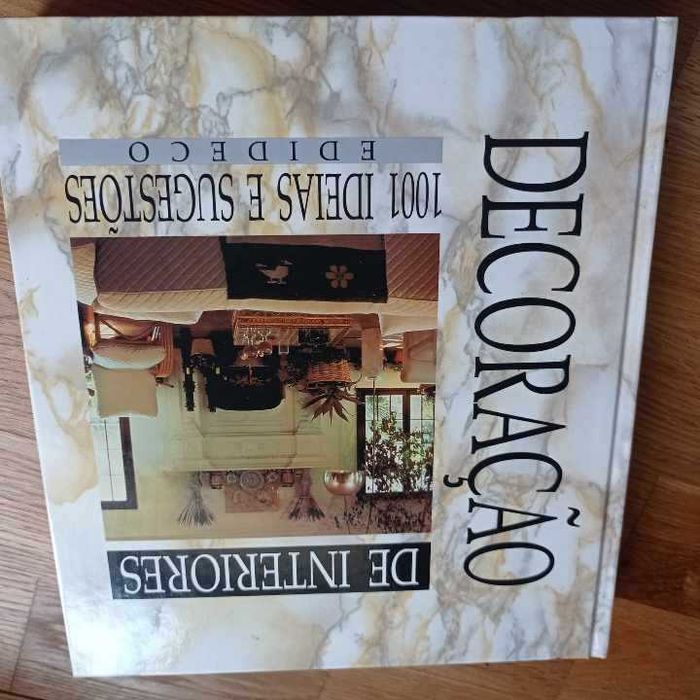 DECORAÇÃO
DE INTERIORES
1001 IDEIAS E SUGESTÕES
EDIDECO